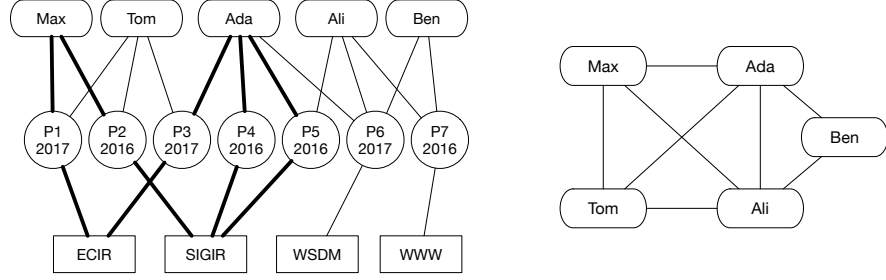 Max
Tom
Ada
Ali
Ben
P1
2017
P2
2016
P3
2017
P4
2016
P5
2016
P6
2017
P7
2016
ECIR
SIGIR
WSDM
WWW
Max
Ada
Ben
Tom
Ali